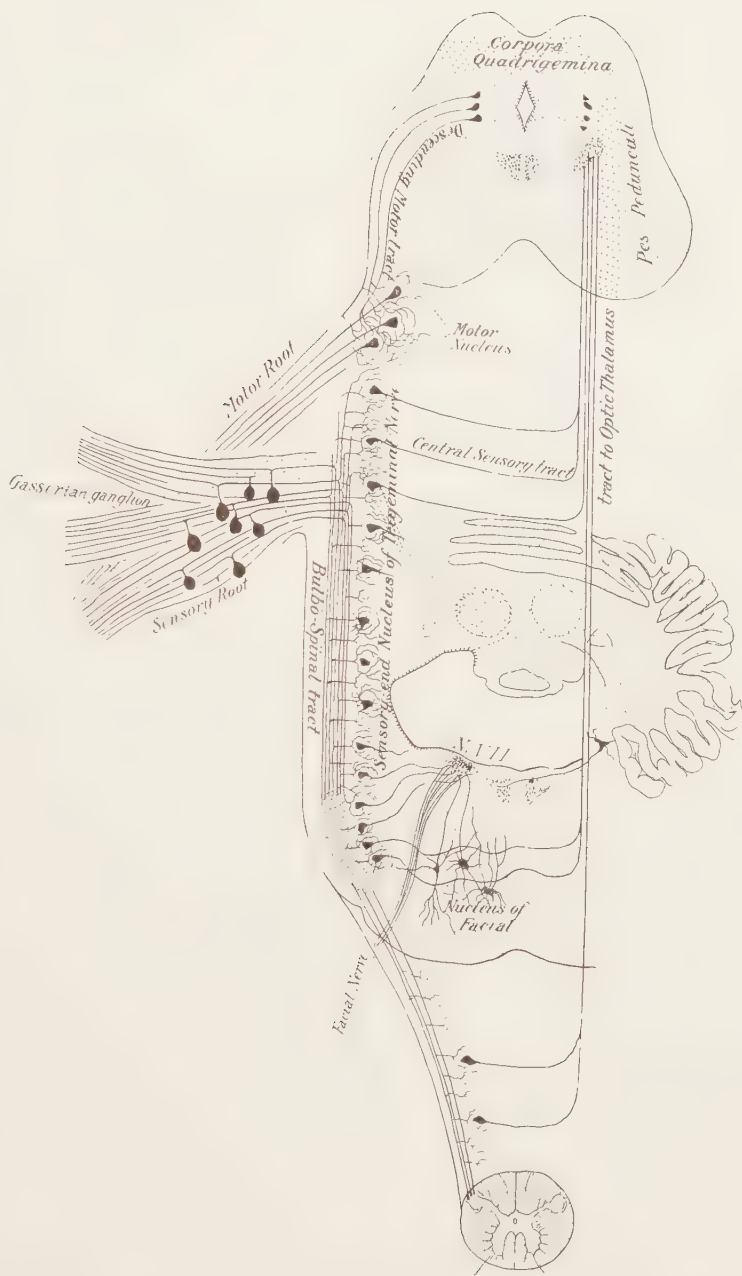 Corpora
Quadrigemina
Descending Motor tract
Pes Pedunculi
Motor Root
Motor
Nucleus
tract to Optic Thalamus
Central Sensory tract
Gasserian ganglion
Sensory Root
Bulbo-Spinal tract
Sensory end Nucleus of Trigeminal Nerve
N. VII
Nucleus of
Facial
Facial Nerve